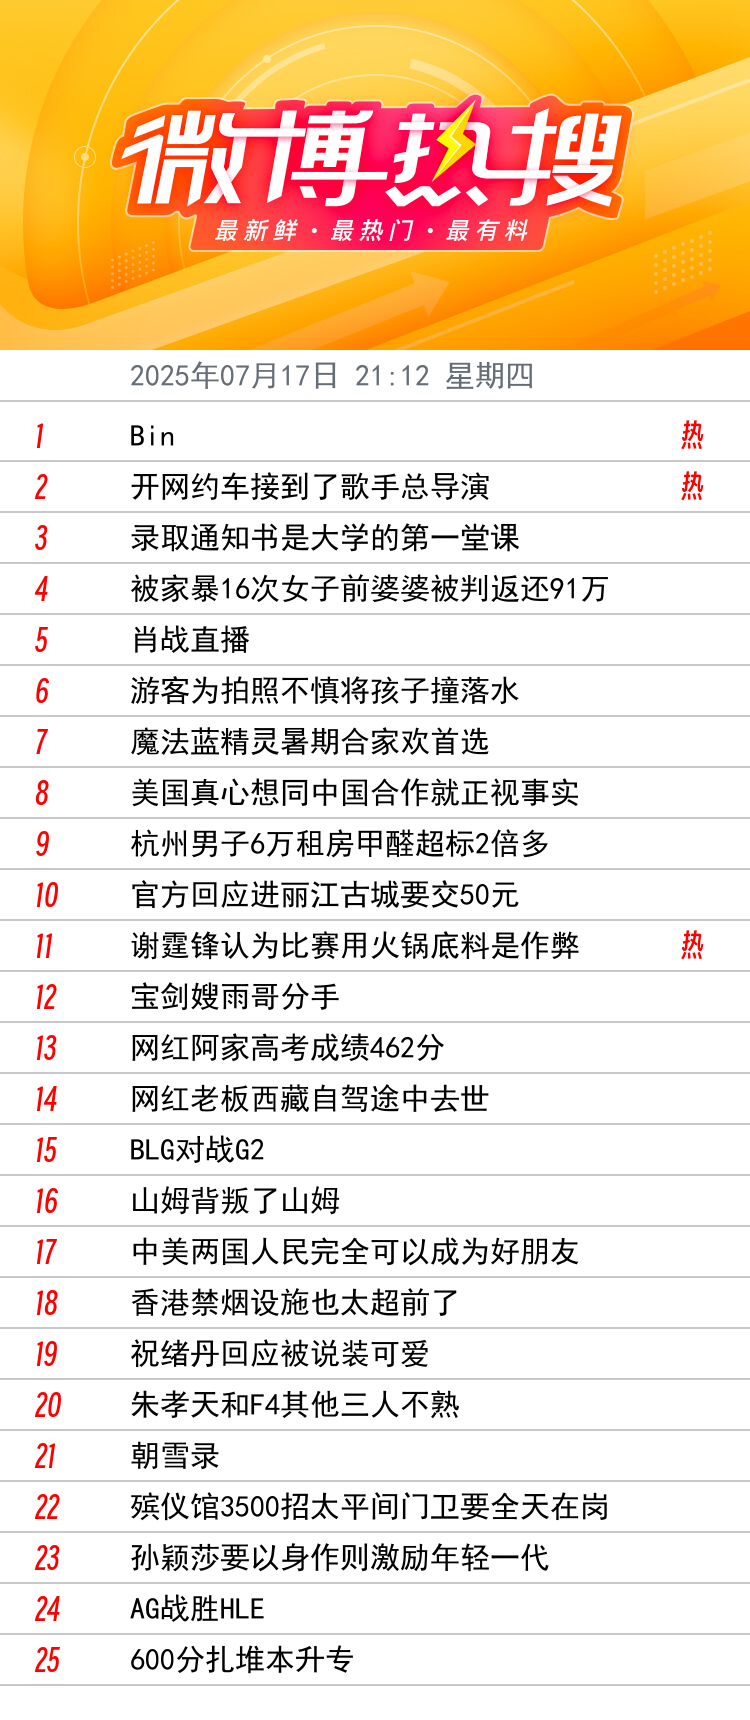 微博热搜
最新鲜·最热门·最有料
2025年07月17日 21:12 星期四
1 Bin 热
2 开网约车接到了歌手总导演 热
3 录取通知书是大学的第一堂课
4 被家暴16次女子前婆婆被判返还91万
5 肖战直播
6 游客为拍照不慎将孩子撞落水
7 魔法蓝精灵暑期合家欢首选
8 美国真心想同中国合作就正视事实
9 杭州男子6万租房甲醛超标2倍多
10 官方回应进丽江古城要交50元
11 谢霆锋认为比赛用火锅底料是作弊 热
12 宝剑嫂雨哥分手
13 网红阿家高考成绩462分
14 网红老板西藏自驾途中去世
15 BLG对战G2
16 山姆背叛了山姆
17 中美两国人民完全可以成为好朋友
18 香港禁烟设施也太超前了
19 祝绪丹回应被说装可爱
20 朱孝天和F4其他三人不熟
21 朝雪录
22 殡仪馆3500招太平间门卫要全天在岗
23 孙颖莎要以身作则激励年轻一代
24 AG战胜HLE
25 600分扎堆本升专